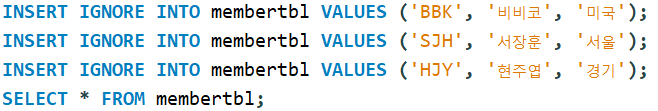 INSERT IGNORE INTO membertbl VALUES ('BBK', '비비코', '미국');
INSERT IGNORE INTO membertbl VALUES ('SJH', '서장훈', '서울');
INSERT IGNORE INTO membertbl VALUES ('HJY', '현주엽', '경기');
SELECT * FROM membertbl;